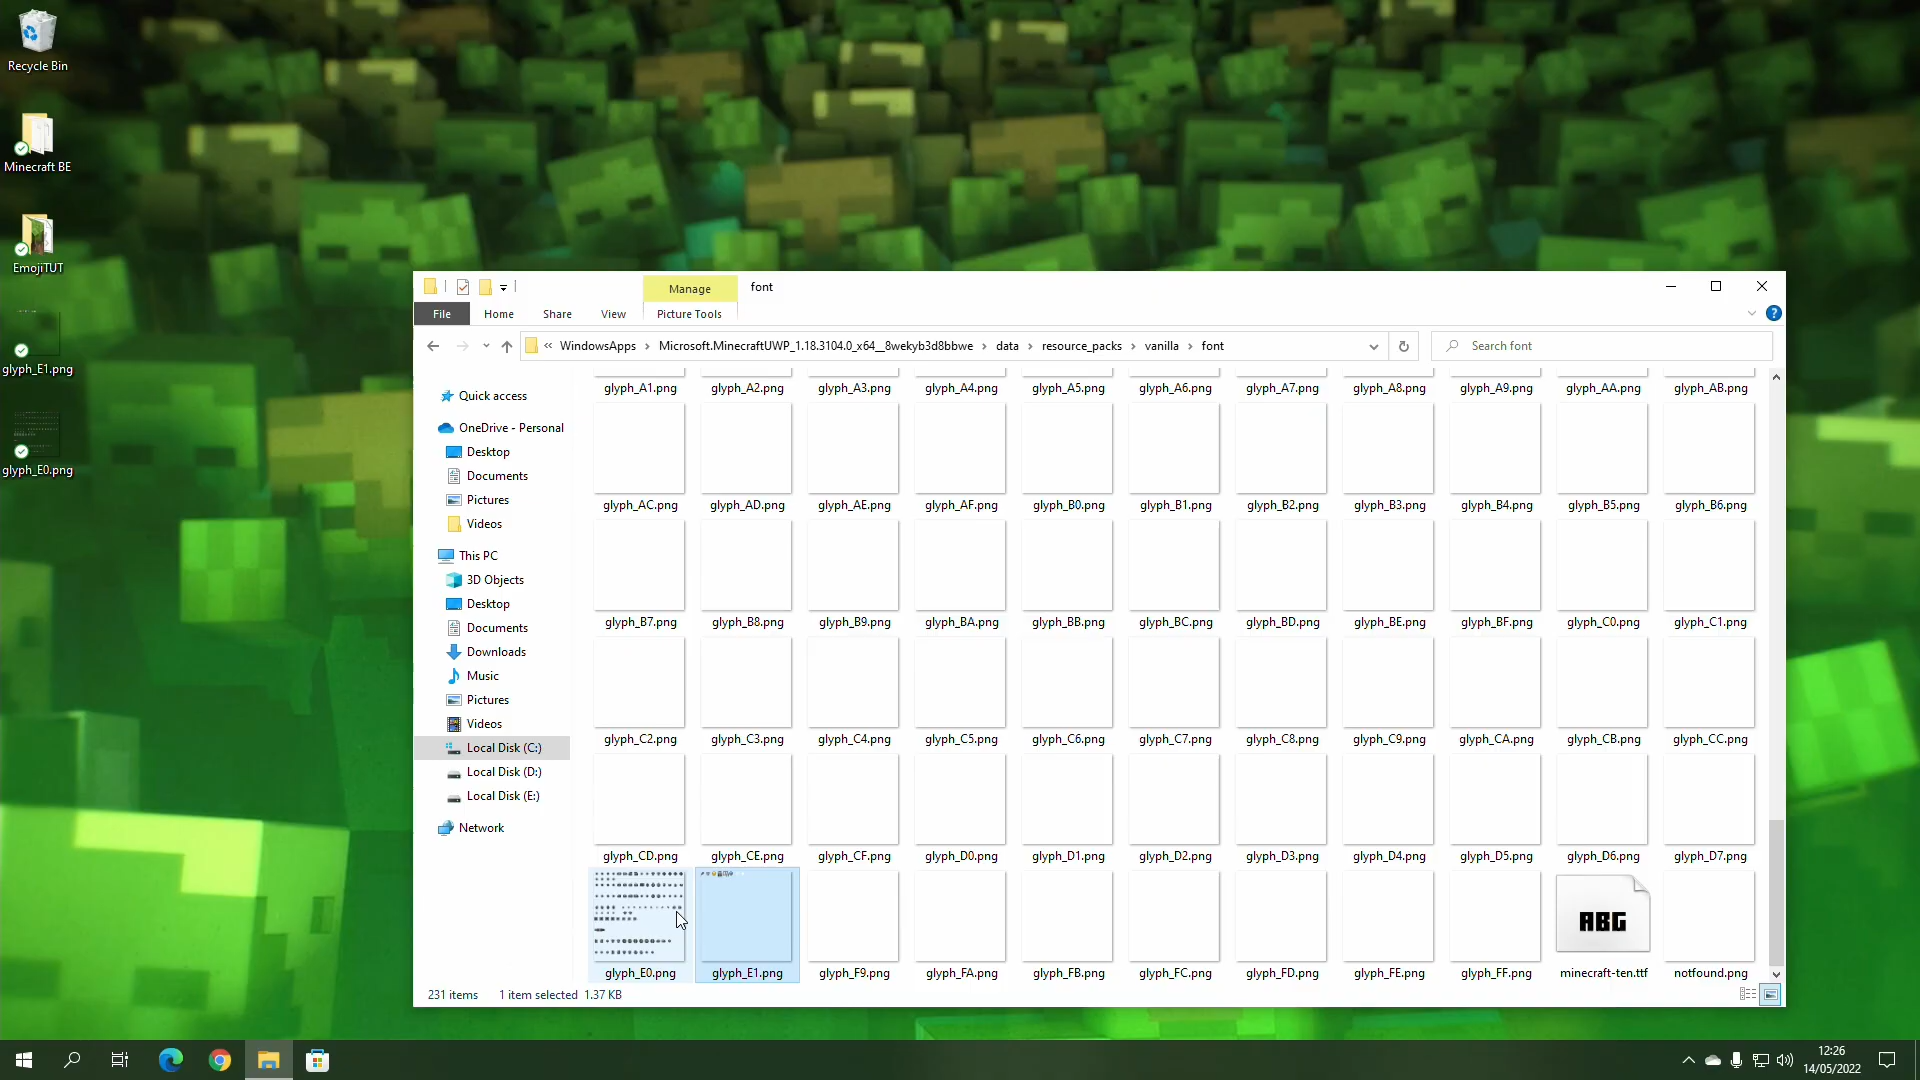 Recycle Bin
Minecraft BE
EmojiTUT
glyph_E1.png
glyph_E0.png
Manage
font
File
Home
Share
View
Picture Tools
?
« WindowsApps › Microsoft.MinecraftUWP_1.18.3104.0_x64__8wekyb3d8bbwe › data › resource_packs › vanilla › font
Search font
Quick access
OneDrive - Personal
Desktop
Documents
Pictures
Videos
This PC
3D Objects
Desktop
Documents
Downloads
Music
Pictures
Videos
Local Disk (C:)
Local Disk (D:)
Local Disk (E:)
Network
glyph_A1.png glyph_A2.png glyph_A3.png glyph_A4.png glyph_A5.png glyph_A6.png glyph_A7.png glyph_A8.png glyph_A9.png glyph_AA.png glyph_AB.png
glyph_AC.png glyph_AD.png glyph_AE.png glyph_AF.png glyph_B0.png glyph_B1.png glyph_B2.png glyph_B3.png glyph_B4.png glyph_B5.png glyph_B6.png
glyph_B7.png glyph_B8.png glyph_B9.png glyph_BA.png glyph_BB.png glyph_BC.png glyph_BD.png glyph_BE.png glyph_BF.png glyph_C0.png glyph_C1.png
glyph_C2.png glyph_C3.png glyph_C4.png glyph_C5.png glyph_C6.png glyph_C7.png glyph_C8.png glyph_C9.png glyph_CA.png glyph_CB.png glyph_CC.png
glyph_CD.png glyph_CE.png glyph_CF.png glyph_D0.png glyph_D1.png glyph_D2.png glyph_D3.png glyph_D4.png glyph_D5.png glyph_D6.png glyph_D7.png
ABG
glyph_E0.png glyph_E1.png glyph_F9.png glyph_FA.png glyph_FB.png glyph_FC.png glyph_FD.png glyph_FE.png glyph_FF.png minecraft-ten.ttf notfound.png
231 items 1 item selected 1.37 KB
12:26
14/05/2022